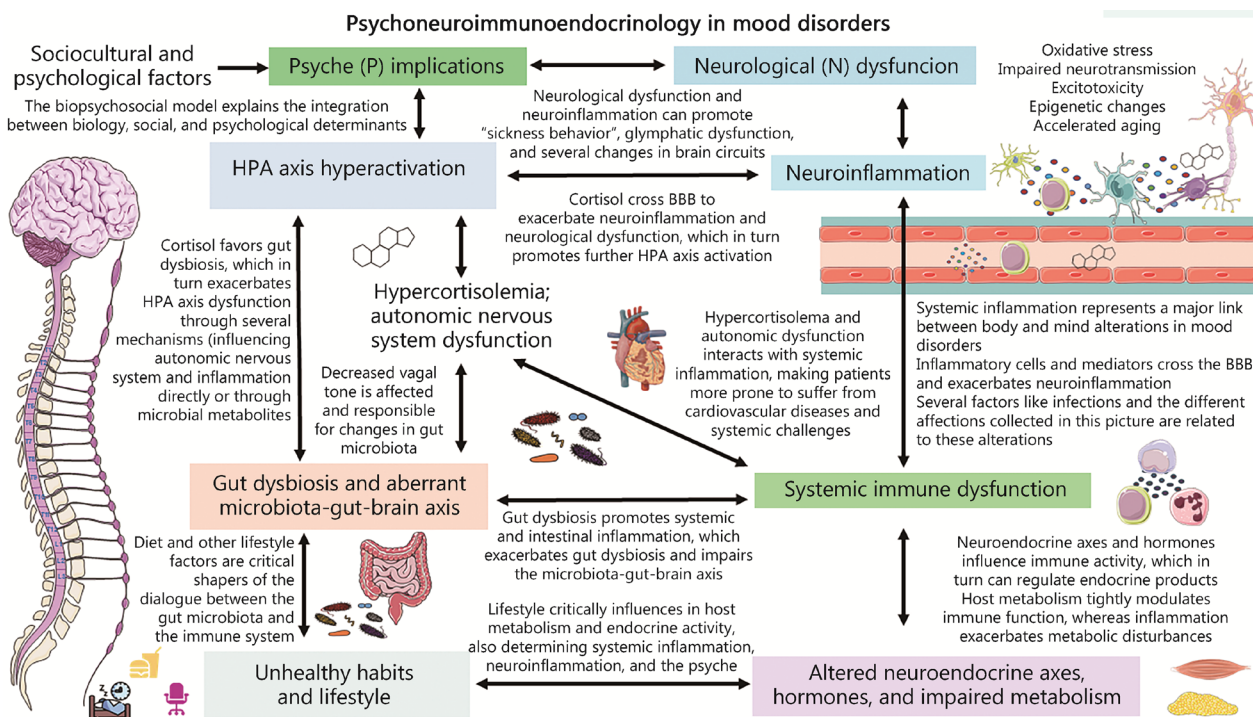 Psychoneuroimmunoendocrinology in mood disorders
Sociocultural and
psychological factors
Psyche (P) implications
Neurological (N) dysfuncion
Oxidative stress
Impaired neurotransmission
Excitotoxicity
Epigenetic changes
Accelerated aging
The biopsychosocial model explains the integration
between biology, social, and psychological determinants
Neurological dysfunction and
neuroinflammation can promote
“sickness behavior”, glymphatic dysfunction,
and several changes in brain circuits
HPA axis hyperactivation
Neuroinflammation
Cortisol cross BBB to
exacerbate neuroinflammation and
neurological dysfunction, which in turn
promotes further HPA axis activation
Cortisol favors gut
dysbiosis, which in
turn exacerbates
HPA axis dysfunction
through several
mechanisms (influencing
autonomic nervous
system and inflammation
directly or through
microbial metabolites
Hypercortisolemia;
autonomic nervous
system dysfunction
Hypercortisolema and
autonomic dysfunction
interacts with systemic
inflammation, making patients
more prone to suffer from
cardiovascular diseases and
systemic challenges
Systemic inflammation represents a major link
between body and mind alterations in mood
disorders
Inflammatory cells and mediators cross the BBB
and exacerbates neuroinflammation
Several factors like infections and the different
affections collected in this picture are related
to these alterations
Decreased vagal
tone is affected
and responsible
for changes in gut
microbiota
Gut dysbiosis and aberrant
microbiota-gut-brain axis
Systemic immune dysfunction
Gut dysbiosis promotes systemic
and intestinal inflammation, which
exacerbates gut dysbiosis and impairs
the microbiota-gut-brain axis
Diet and other lifestyle
factors are critical
shapers of the
dialogue between the
gut microbiota and
the immune system
Neuroendocrine axes and hormones
influence immune activity, which in
turn can regulate endocrine products
Host metabolism tightly modulates
immune function, whereas inflammation
exacerbates metabolic disturbances
Lifestyle critically influences in host
metabolism and endocrine activity,
also determining systemic inflammation,
neuroinflammation, and the psyche
Unhealthy habits
and lifestyle
Altered neuroendocrine axes,
hormones, and impaired metabolism